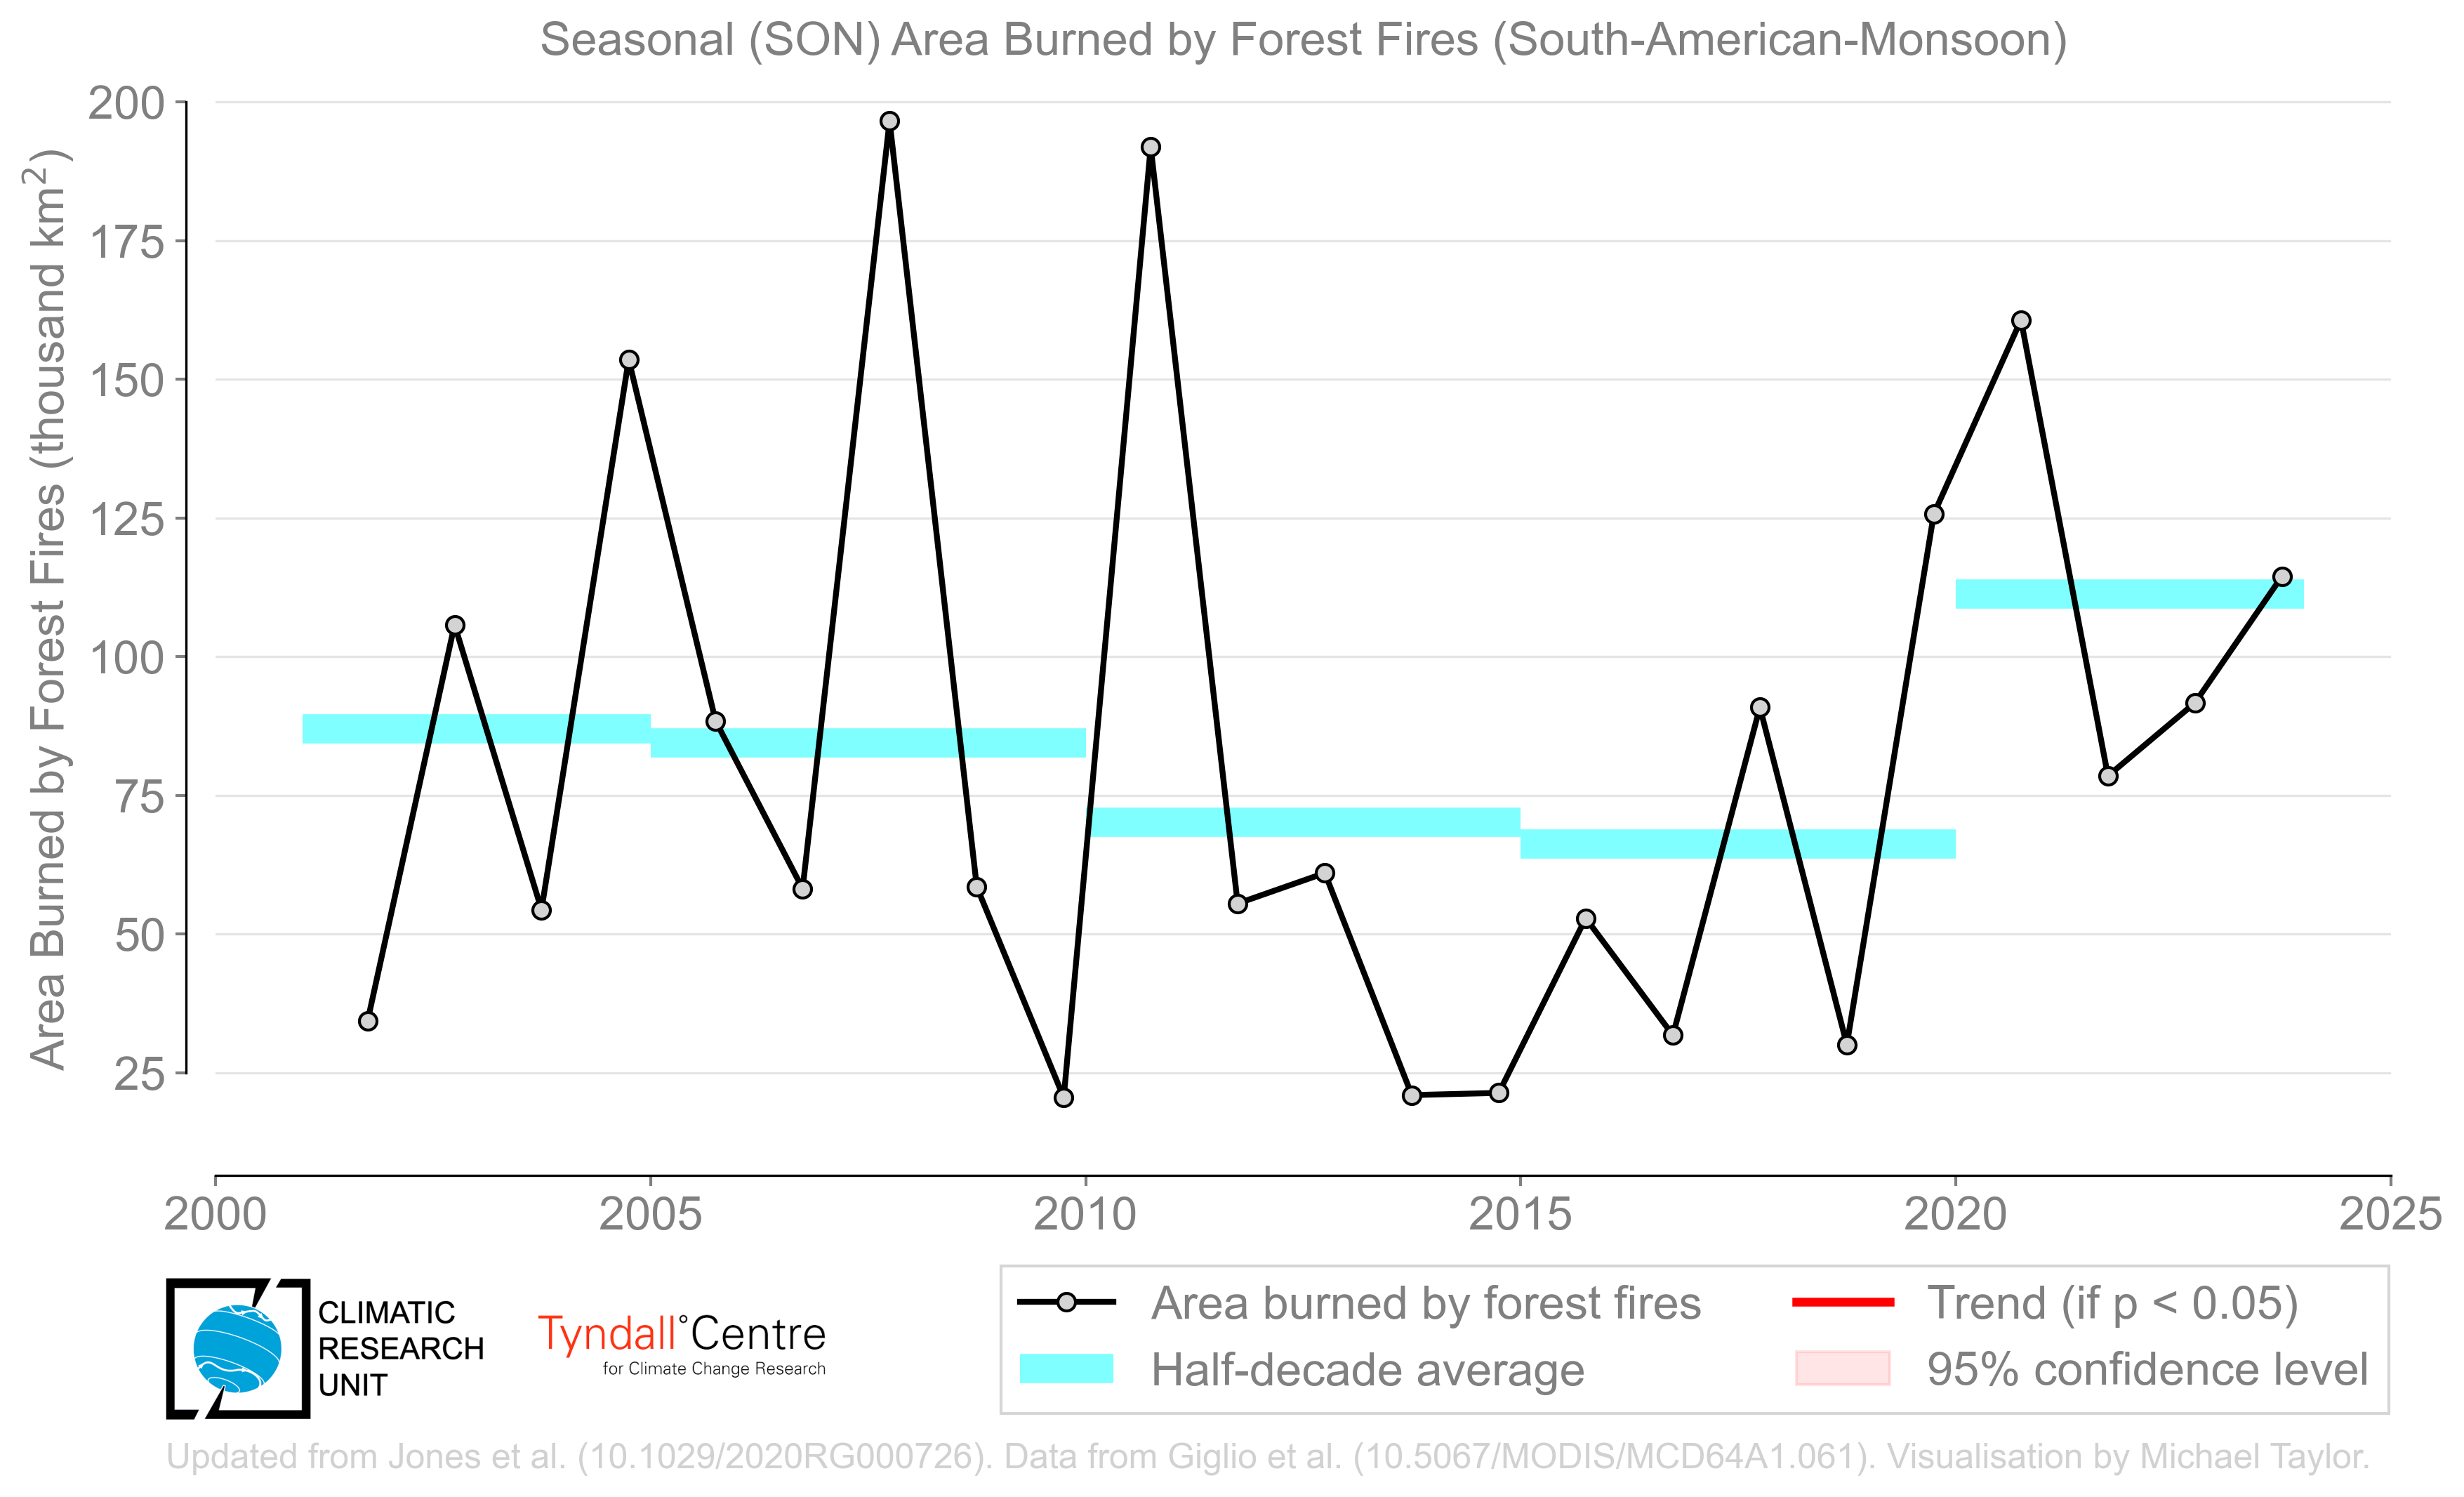 Seasonal (SON) Area Burned by Forest Fires (South-American-Monsoon)
Area Burned by Forest Fires (thousand km²)
200
175
150
125
100
75
50
25
2000
2005
2010
2015
2020
2025
CLIMATIC
RESEARCH
UNIT
Tyndall°Centre
for Climate Change Research
Area burned by forest fires
Half-decade average
Trend (if p < 0.05)
95% confidence level
Updated from Jones et al. (10.1029/2020RG000726). Data from Giglio et al. (10.5067/MODIS/MCD64A1.061). Visualisation by Michael Taylor.